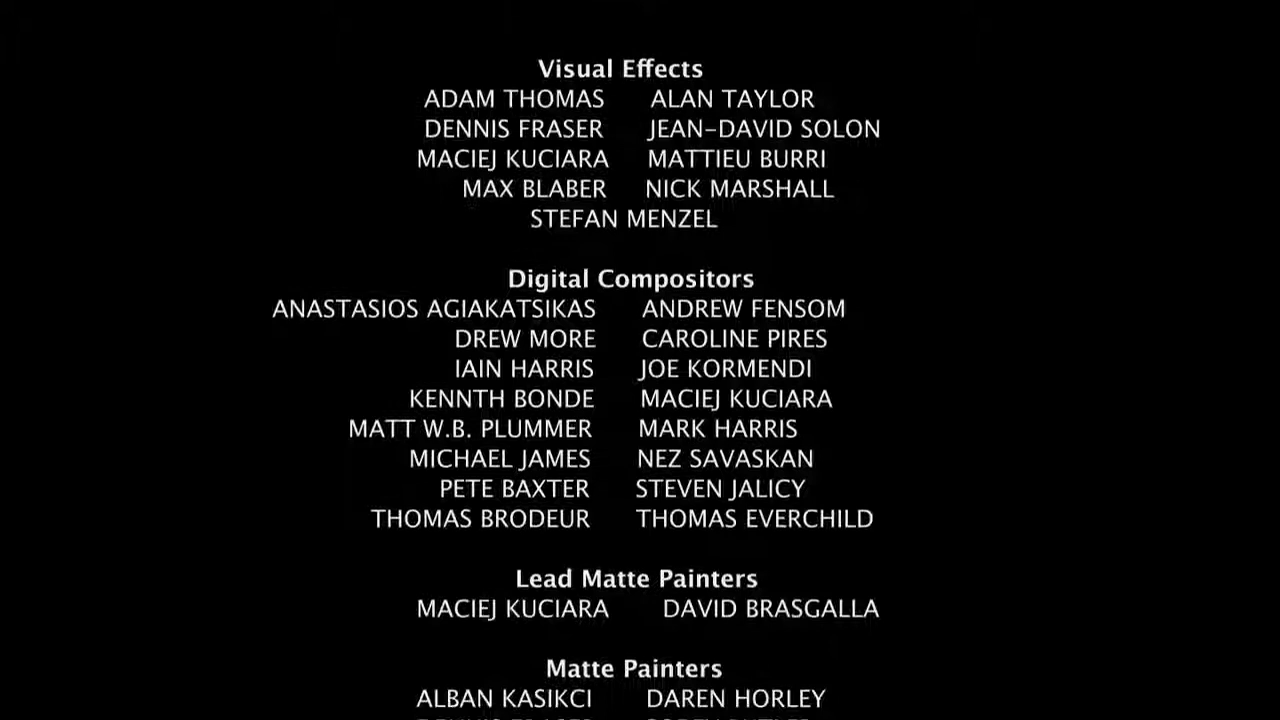 Visual Effects
ADAM THOMAS ALAN TAYLOR
DENNIS FRASER JEAN-DAVID SOLON
MACIEJ KUCIARA MATTIEU BURRI
MAX BLABER NICK MARSHALL
STEFAN MENZEL
Digital Compositors
ANASTASIOS AGIAKATSIKAS ANDREW FENSOM
DREW MORE CAROLINE PIRES
IAIN HARRIS JOE KORMENDI
KENNTH BONDE MACIEJ KUCIARA
MATT W.B. PLUMMER MARK HARRIS
MICHAEL JAMES NEZ SAVASKAN
PETE BAXTER STEVEN JALICY
THOMAS BRODEUR THOMAS EVERCHILD
Lead Matte Painters
MACIEJ KUCIARA DAVID BRASGALLA
Matte Painters
ALBAN KASIKCI DAREN HORLEY